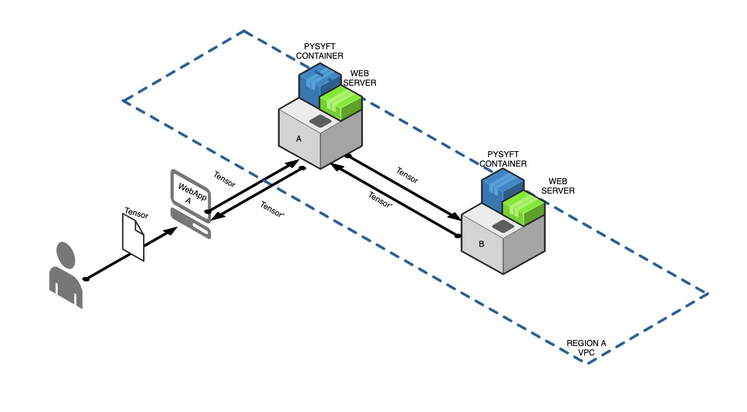 PYSYFT
CONTAINER
WEB
SERVER
A
PYSYFT
CONTAINER
WEB
SERVER
B
Tensor
Tensor'
WebApp
A
Tensor
Tensor'
Tensor
REGION A
VPC